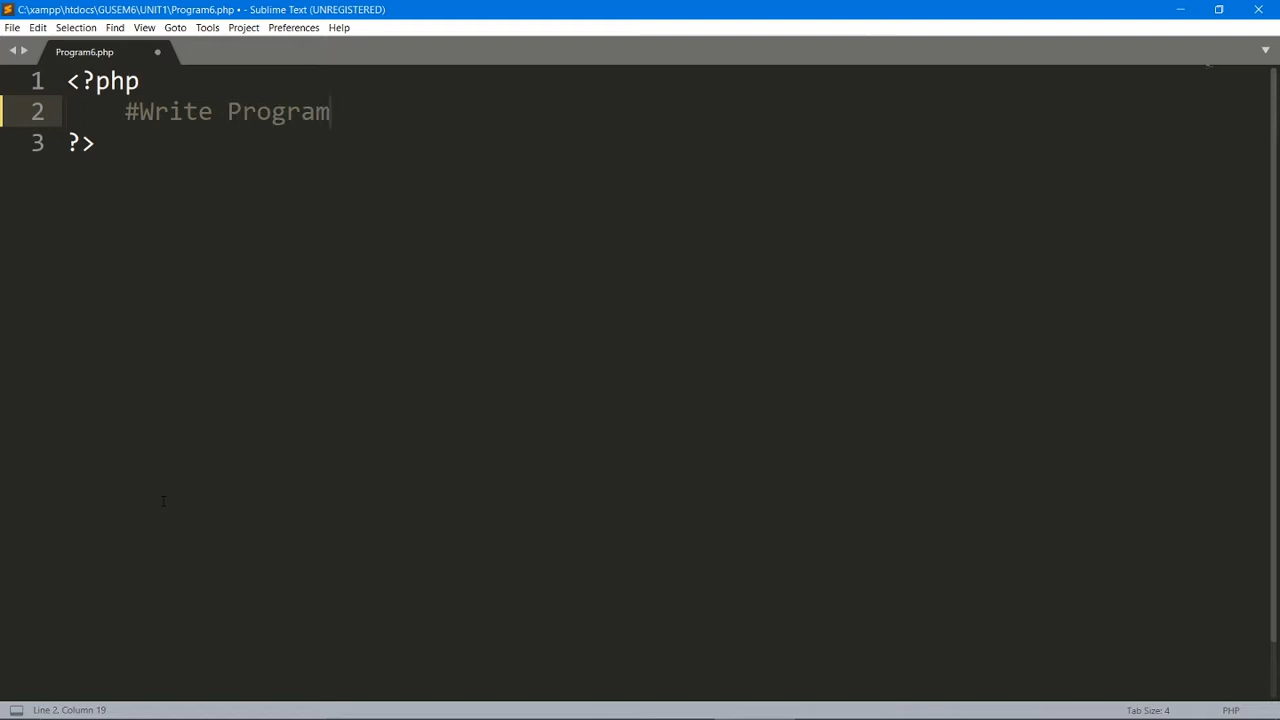 C:\xampp\htdocs\GUSEM6\UNIT1\Program6.php • - Sublime Text (UNREGISTERED)
File Edit Selection Find View Goto Tools Project Preferences Help
Program6.php
1 <?php
2 #Write Program
3 ?>
Line 2, Column 19 Tab Size: 4 PHP